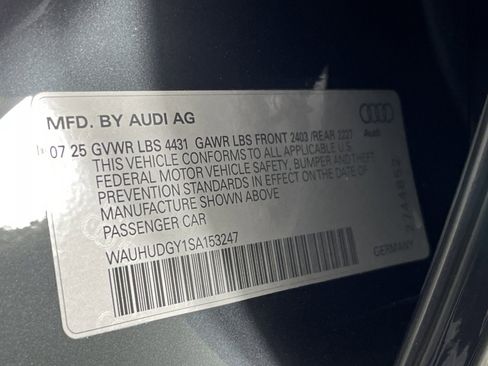 MFD. BY AUDI AG
07 25 GVWR LBS 4431 GAWR LBS FRONT 2403 /REAR 2227
THIS VEHICLE CONFORMS TO ALL APPLICABLE U.S.
FEDERAL MOTOR VEHICLE SAFETY, BUMPER AND THEFT
PREVENTION STANDARDS IN EFFECT ON THE DATE OF
MANUFACTURE SHOWN ABOVE
PASSENGER CAR
WAUHUDGY1SA153247
Audi
7744852
GERMANY